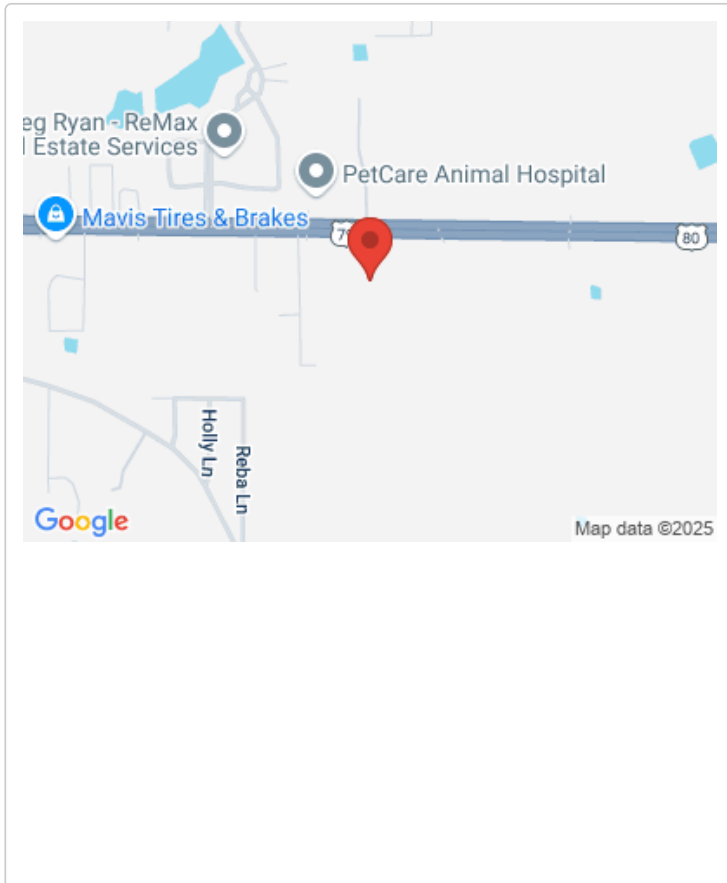 eg Ryan - ReMax
Estate Services
PetCare Animal Hospital
Mavis Tires & Brakes
80
Holly Ln
Reba Ln
Google
Map data ©2025